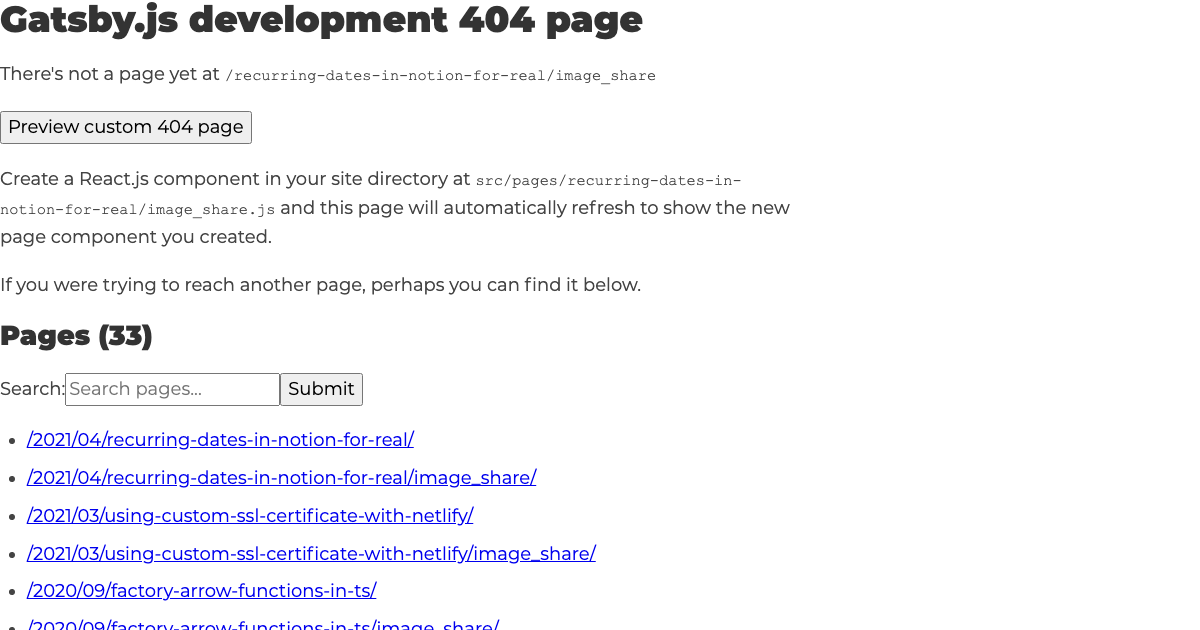 Gatsby.js development 404 page
There's not a page yet at /recurring-dates-in-notion-for-real/image_share
Preview custom 404 page
Create a React.js component in your site directory at src/pages/recurring-dates-in-
notion-for-real/image_share.js and this page will automatically refresh to show the new
page component you created.
If you were trying to reach another page, perhaps you can find it below.
Pages (33)
Search: Search pages... Submit
/2021/04/recurring-dates-in-notion-for-real/
/2021/04/recurring-dates-in-notion-for-real/image_share/
/2021/03/using-custom-ssl-certificate-with-netlify/
/2021/03/using-custom-ssl-certificate-with-netlify/image_share/
/2020/09/factory-arrow-functions-in-ts/
/2020/09/factory-arrow-functions-in-ts/image_share/